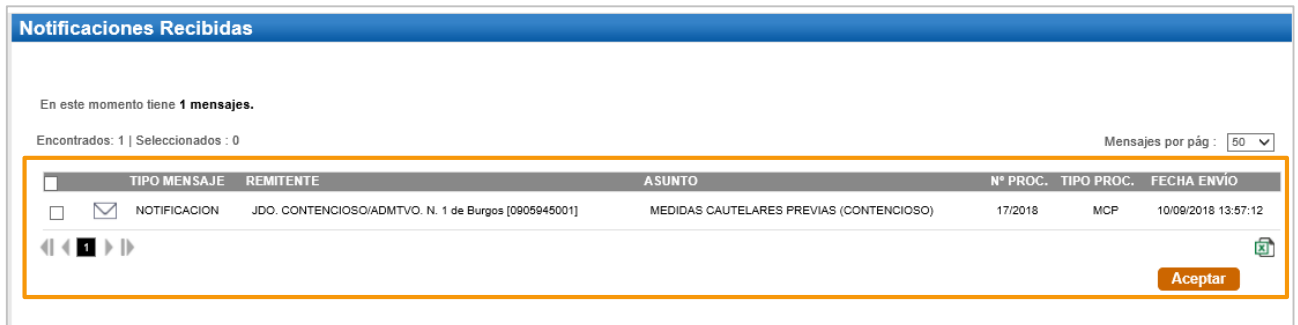 Notificaciones Recibidas
En este momento tiene 1 mensajes.
Encontrados: 1 | Seleccionados : 0 Mensajes por pág : 50
TIPO MENSAJE REMITENTE ASUNTO Nº PROC. TIPO PROC. FECHA ENVÍO
NOTIFICACION JDO. CONTENCIOSO/ADMTVO. N. 1 de Burgos [0905945001] MEDIDAS CAUTELARES PREVIAS (CONTENCIOSO) 17/2018 MCP 10/09/2018 13:57:12
1
Aceptar